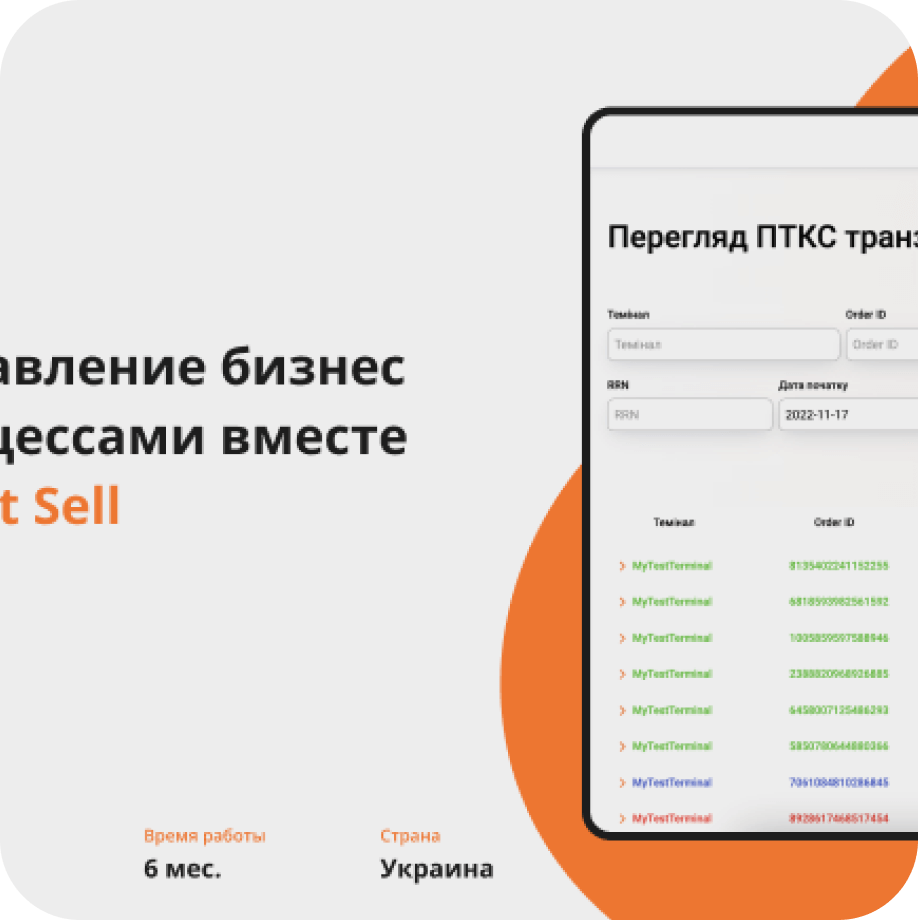 авление бизнес
цессами вместе
t Sell
Время работы
6 мес.
Страна
Украина
Перегляд ПТКС тран
Темінал
Order ID
Темінал
Order ID
RRN
Дата початку
RRN
2022-11-17
Темінал
Order ID
MyTestTerminal
8135402241152255
MyTestTerminal
6818593982561592
MyTestTerminal
1005859597588946
MyTestTerminal
2388820968926885
MyTestTerminal
6458007125486293
MyTestTerminal
5850780644880366
MyTestTerminal
7061084810286845
MyTestTerminal
8928617468517454